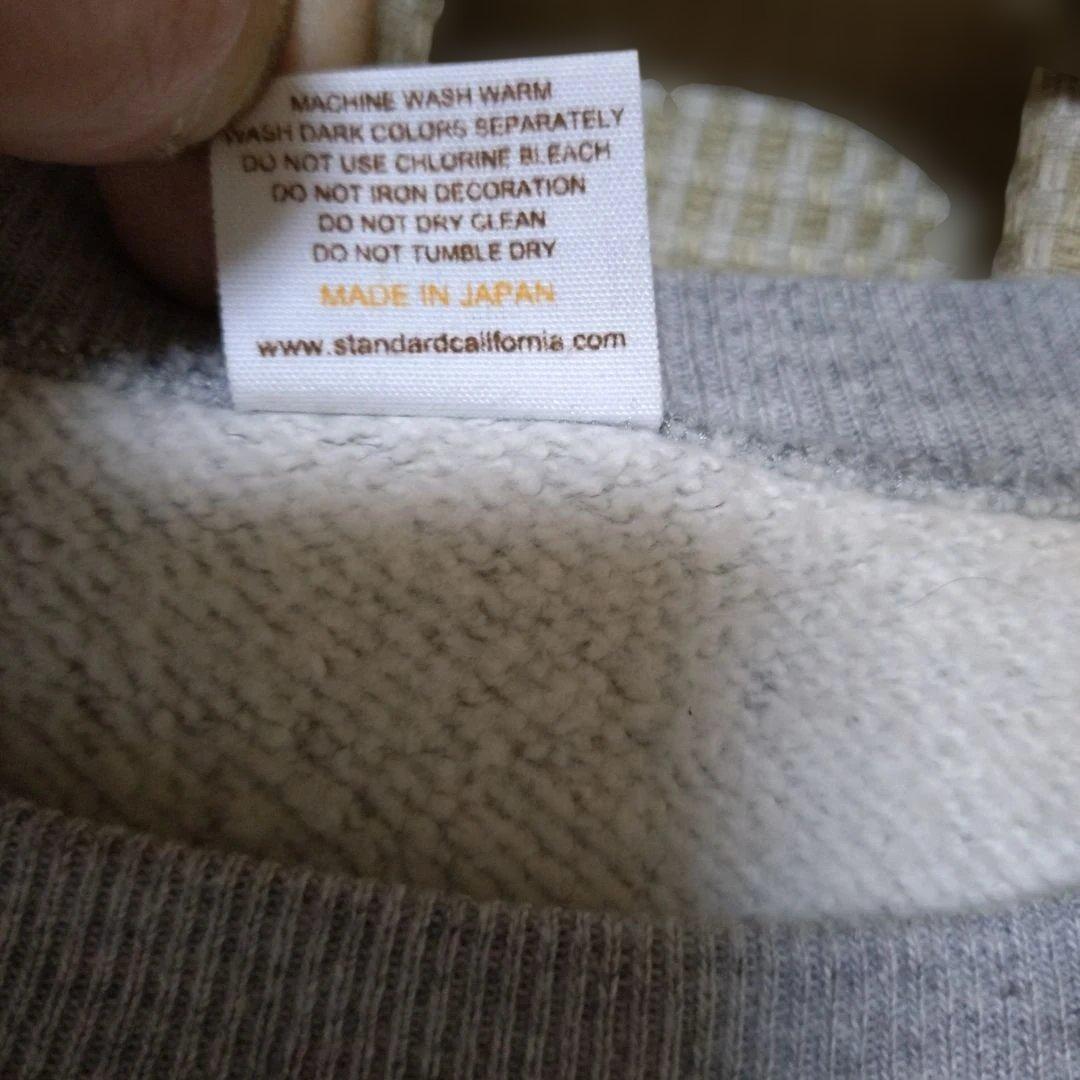 MACHINE WASH WARM
WASH DARK COLORS SEPARATELY
DO NOT USE CHLORINE BLEACH
DO NOT IRON DECORATION
DO NOT DRY CLEAN
DO NOT TUMBLE DRY
MADE IN JAPAN
www.standardcalifornia.com